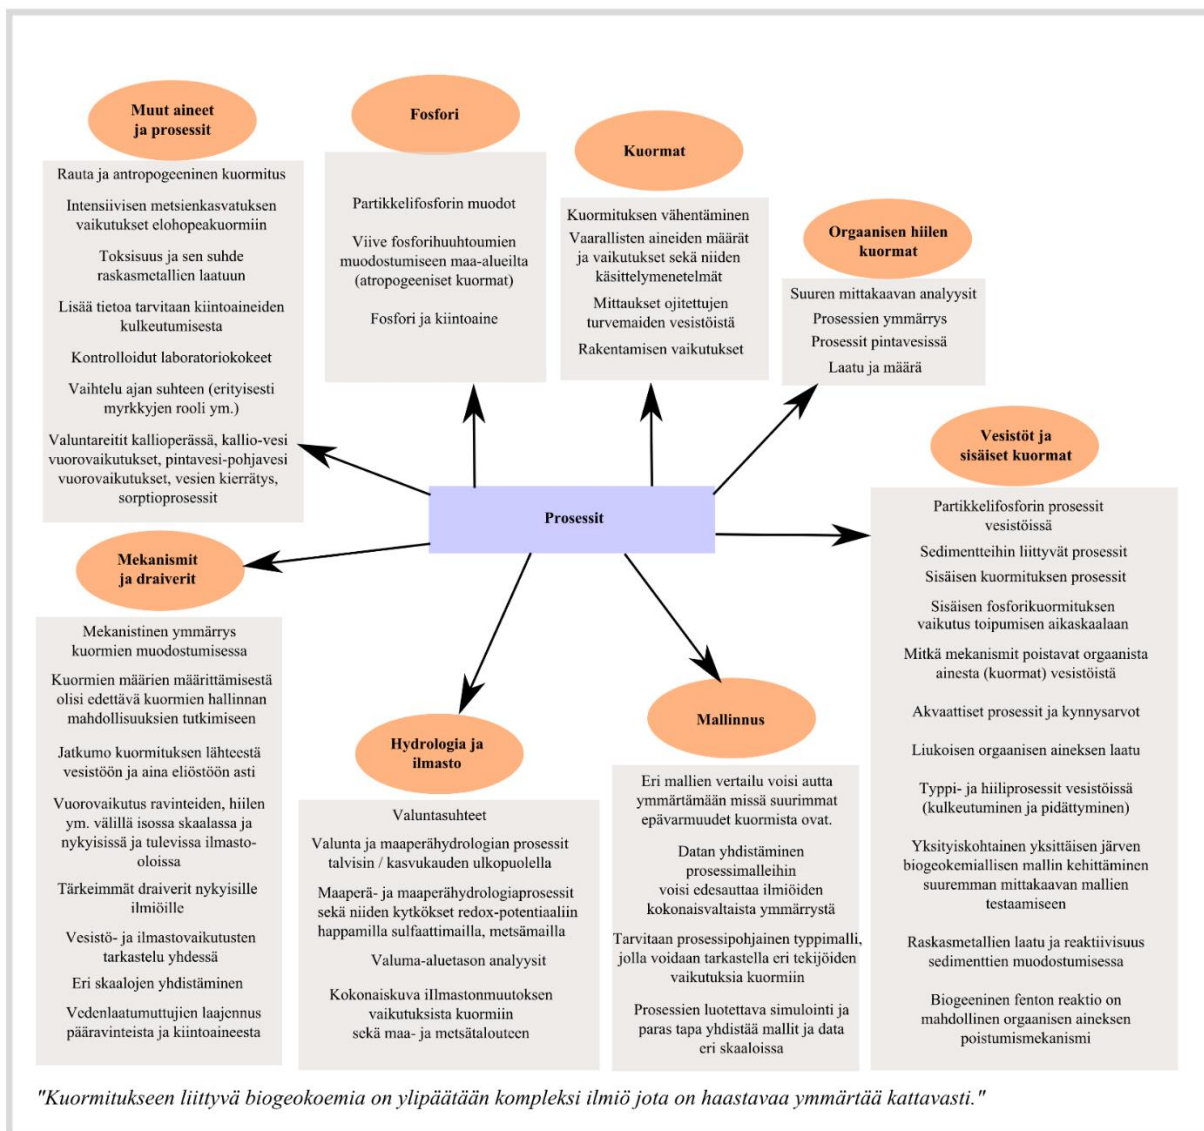 Muut aineet
ja prosessit
Rauta ja antropogeeninen kuormitus
Intensiivisen metsienkasvatuksen
vaikutukset elohopeakuormiin
Toksisuus ja sen suhde
raskasmetallien laatuun
Lisää tietoa tarvitaan kiintoaineiden
kulkeutumisesta
Kontrolloidut laboratoriokokeet
Vaihtelu ajan suhteen (erityisesti
myrkkyjen rooli ym.)
Valuntareitit kallioperässä, kallio-vesi
vuorovaikutukset, pintavesi-pohjavesi
vuorovaikutukset, vesien kierrätys,
sorptioprosessit
Fosfori
Partikkelifosforin muodot
Viive fosforihuuhtoumien
muodostumiseen maa-alueilta
(atropogeeniset kuormat)
Fosfori ja kiintoaine
Kuormat
Kuormituksen vähentäminen
Vaarallisten aineiden määrät
ja vaikutukset sekä niiden
käsittelymenetelmät
Mittaukset ojitettujen
turvemaiden vesistöistä
Rakentamisen vaikutukset
Orgaanisen hiilen
kuormat
Suuren mittakaavan analyysit
Prosessien ymmärrys
Prosessit pintavesissä
Laatu ja määrä
Prosessit
Vesistöt ja
sisäiset kuormat
Partikkelifosforin prosessit
vesistöissä
Sedimentteihin liittyvät prosessit
Sisäisen kuormituksen prosessit
Sisäisen fosforikuormituksen
vaikutus toipumisen aikaskaalaan
Mitkä mekanismit poistavat orgaanista
ainesta (kuormat) vesistöistä
Akvaattiset prosessit ja kynnysarvot
Liukoisen orgaanisen aineksen laatu
Typpi- ja hiiliprosessit vesistöissä
(kulkeutuminen ja pidättyminen)
Yksityiskohtainen yksittäisen järven
biogeokemiallisen mallin kehittäminen
suuremman mittakaavan mallien
testaamiseen
Raskasmetallien laatu ja reaktiivisuus
sedimenttien muodostumisessa
Biogeeninen fenton reaktio on
mahdollinen orgaanisen aineksen
poistumismekanismi
Mekanismit
ja draiverit
Mekanistinen ymmärrys
kuormien muodostumisessa
Kuormien määrien määrittämisestä
olisi edettävä kuormien hallinnan
mahdollisuuksien tutkimiseen
Jatkumo kuormituksen lähteestä
vesistöön ja aina eliöstöön asti
Vuorovaikutus ravinteiden, hiilen
ym. välillä isossa skaalassa ja
nykyisissä ja tulevissa ilmasto-
oloissa
Tärkeimmät draiverit nykyisille
ilmiöille
Vesistö- ja ilmastovaikutusten
tarkastelu yhdessä
Eri skaalojen yhdistäminen
Vedenlaatumuttujien laajennus
pääravinteista ja kiintoaineesta
Hydrologia ja
ilmasto
Valuntasuhteet
Valunta ja maaperähydrologian prosessit
talvisin / kasvukauden ulkopuolella
Maaperä- ja maaperähydrologiaprosessit
sekä niiden kytkökset redox-potentiaaliin
happamilla sulfaattimailla, metsämailla
Valuma-aluetason analyysit
Kokonaiskuva iIlmastonmuutoksen
vaikutuksista kuormiin
sekä maa- ja metsätalouteen
Mallinnus
Eri mallien vertailu voisi autta
ymmärtämään missä suurimmat
epävarmuudet kuormista ovat.
Datan yhdistäminen
prosessimalleihin
voisi edesauttaa ilmiöiden
kokonaisvaltaista ymmärrystä
Tarvitaan prosessipohjainen typpimalli,
jolla voidaan tarkastella eri tekijöiden
vaikutuksia kuormiin
Prosessien luotettava simulointi ja
paras tapa yhdistää mallit ja data
eri skaaloissa
"Kuormitukseen liittyvä biogeokoemia on ylipäätään kompleksi ilmiö jota on haastavaa ymmärtää kattavasti."